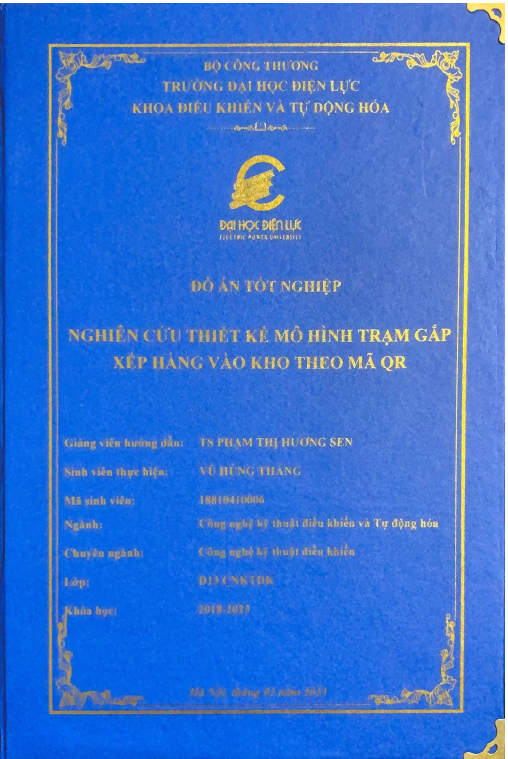 BỘ CÔNG THƯƠNG
TRƯỜNG ĐẠI HỌC ĐIỆN LỰC
KHOA ĐIỀU KHIỂN VÀ TỰ ĐỘNG HÓA
ĐẠI HỌC ĐIỆN LỰC
ELECTRIC POWER UNIVERSITY
ĐỒ ÁN TỐT NGHIỆP
NGHIÊN CỨU THIẾT KẾ MÔ HÌNH TRẠM GẮP
XẾP HÀNG VÀO KHO THEO MÃ QR
Giảng viên hướng dẫn: TS PHẠM THỊ HƯƠNG SEN
Sinh viên thực hiện: VŨ HÙNG THẮNG
Mã sinh viên: 18810410006
Ngành: Công nghệ kỹ thuật điều khiển và Tự động hóa
Chuyên ngành: Công nghệ kỹ thuật điều khiển
Lớp: D13 CNKTDK
Khóa học: 2018-2023
Hà Nội, tháng 02 năm 2023